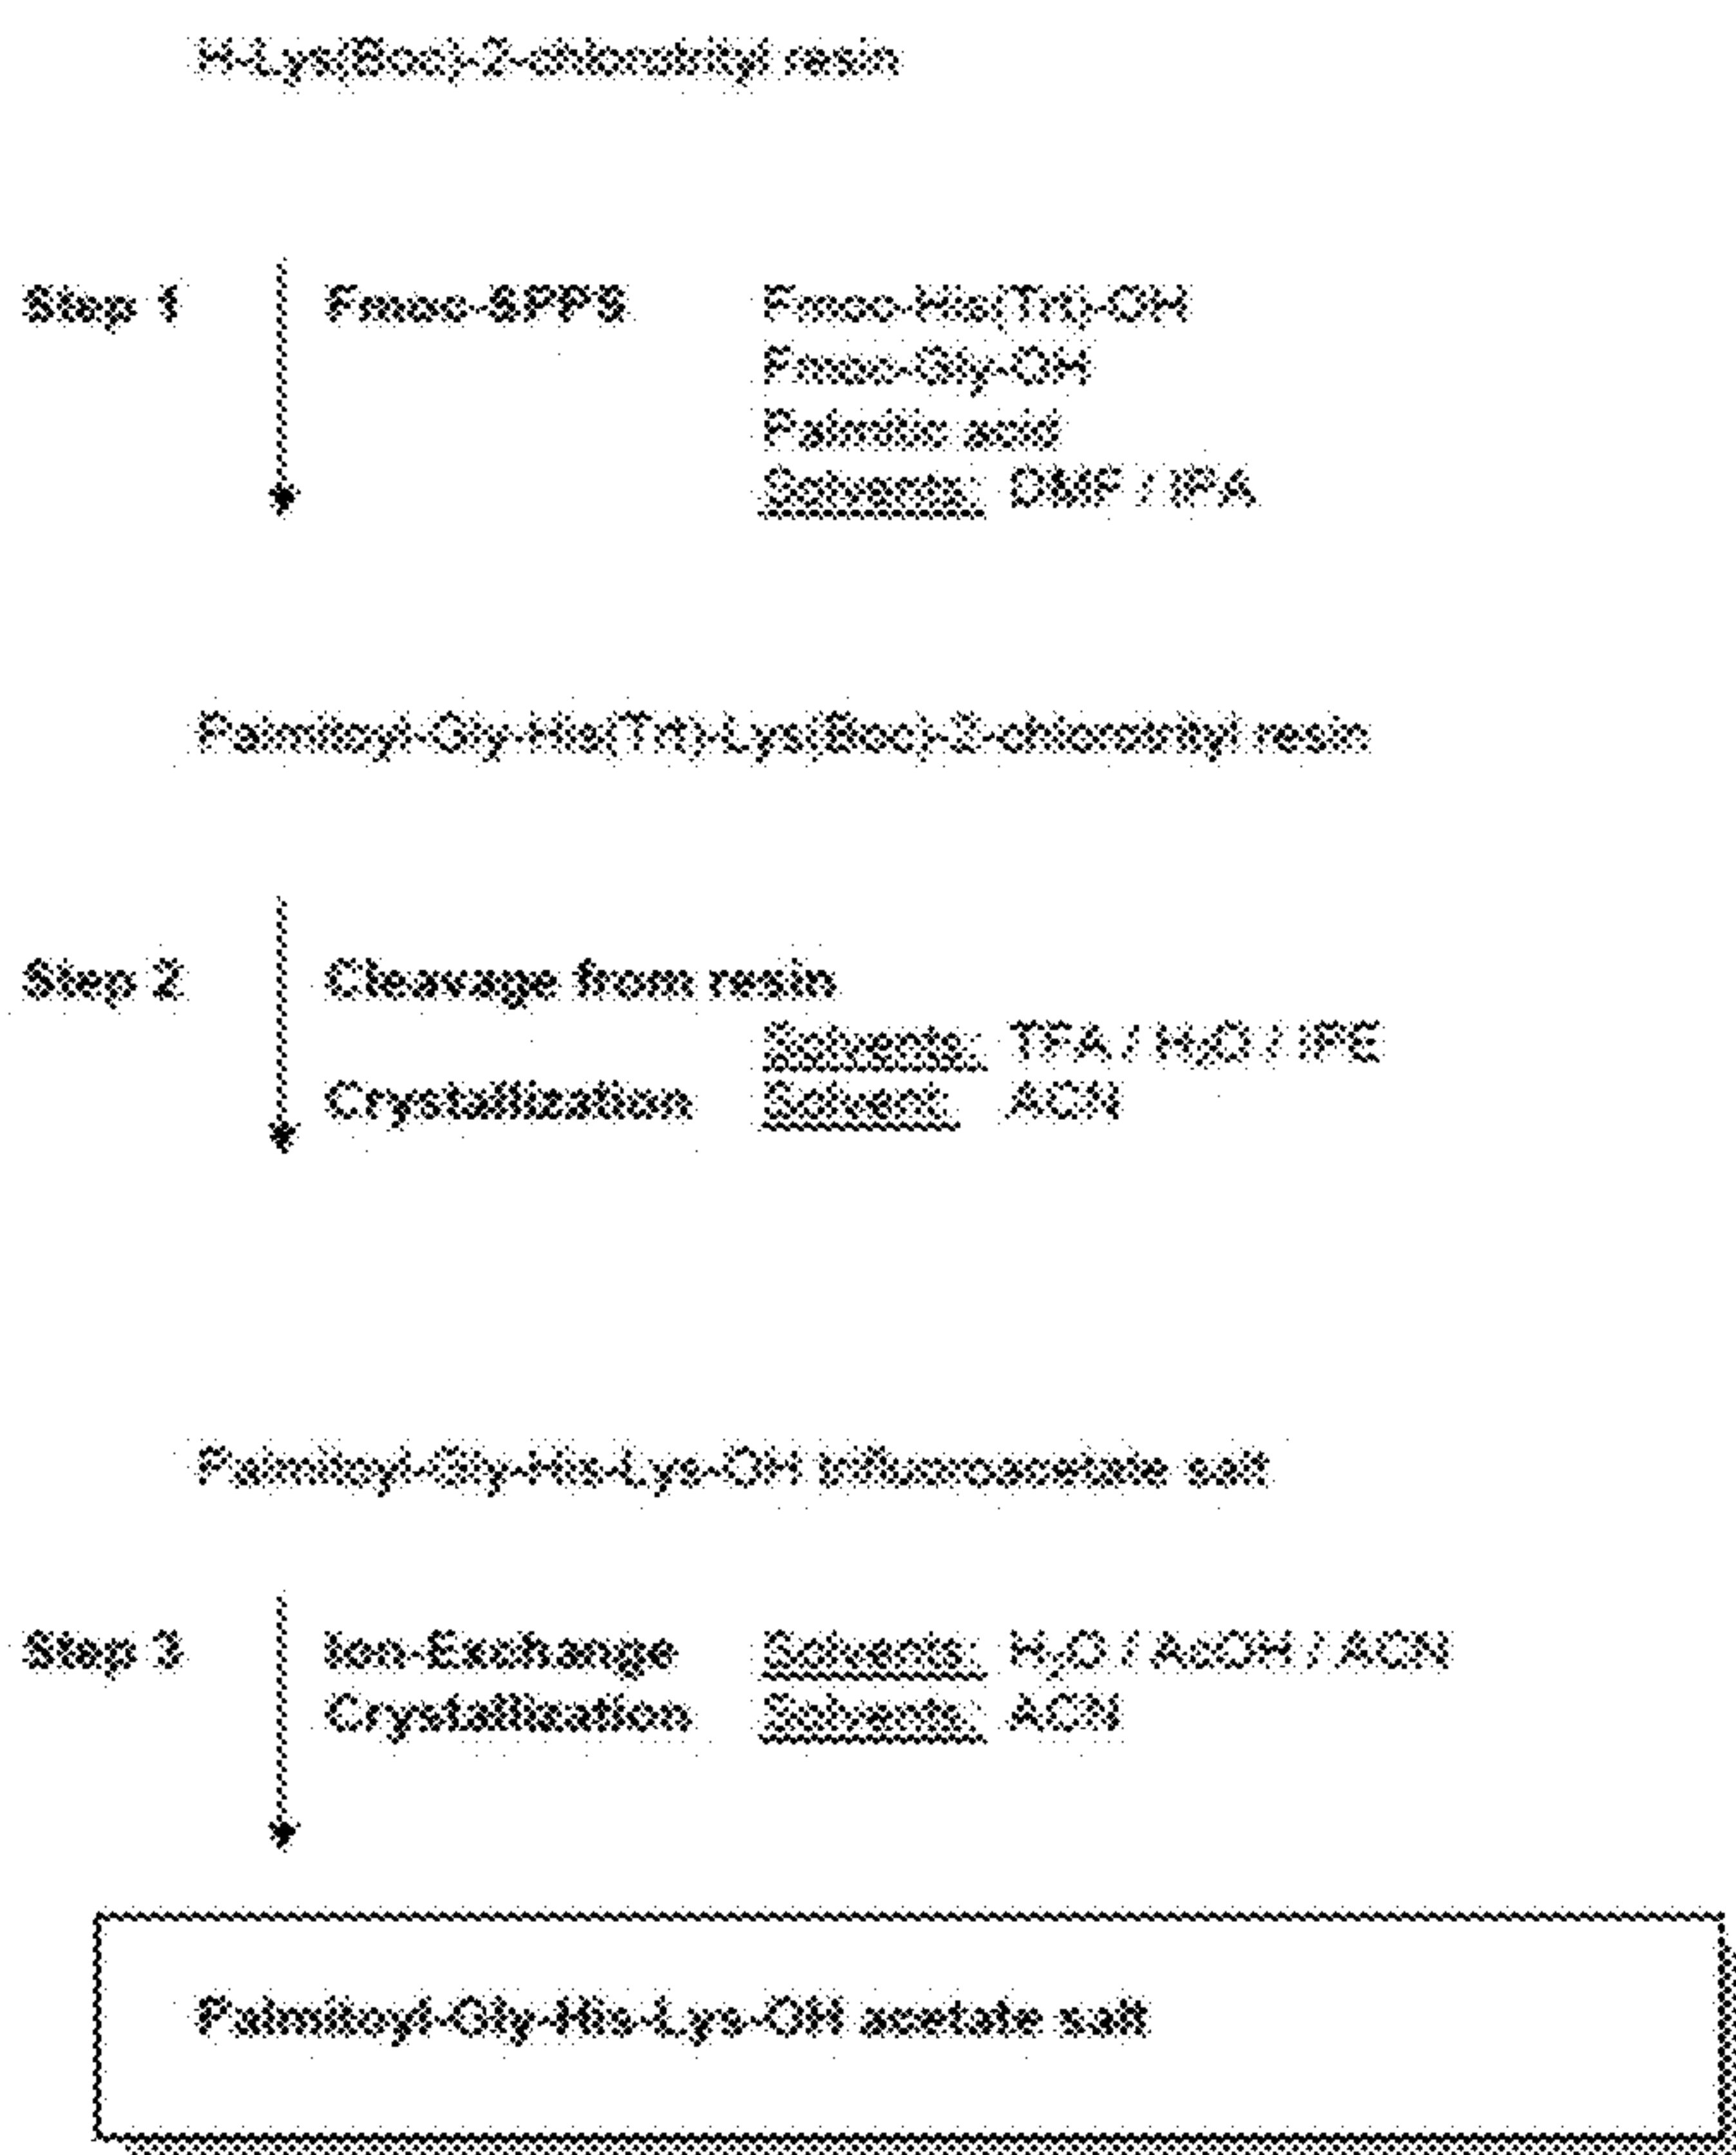 H-Lys(Boc)-2-chlorotrityl resin
Step 1 Fmoc-SPPS Fmoc-His(Trt)-OH
Fmoc-Gly-OH
Palmitic acid
Solvents: DMF / IPA
Palmitoyl-Gly-His(Trt)-Lys(Boc)-2-chlorotrityl resin
Step 2 Cleavage from resin
Solvents: TFA / H₂O / IPE
Crystallization Solvent: ACN
Palmitoyl-Gly-His-Lys-OH trifluoroacetate salt
Step 3 Ion-Exchange Solvents: H₂O / AcOH / ACN
Crystallization Solvents: ACN
Palmitoyl-Gly-His-Lys-OH acetate salt